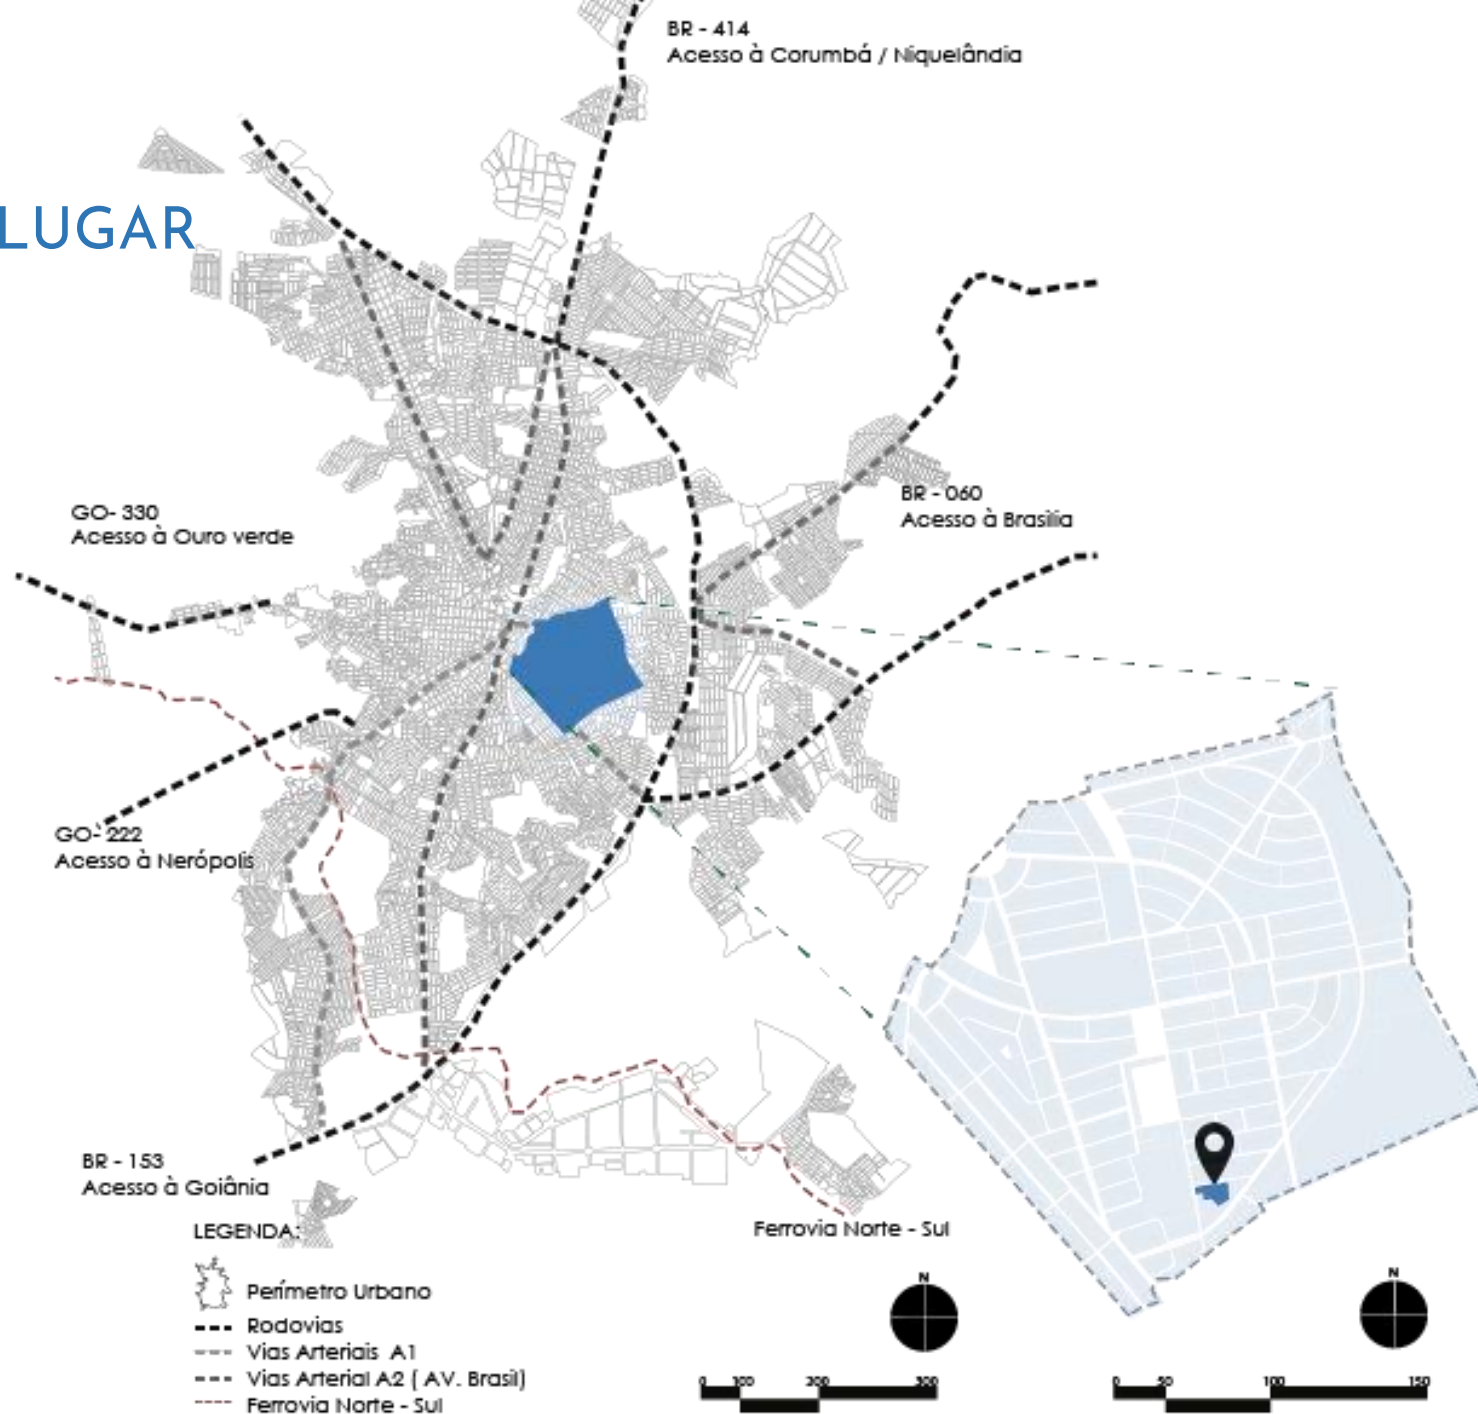 BR - 414
Acesso à Corumbá / Niquelândia
LUGAR
BR - 060
Acesso à Brasilia
GO- 330
Acesso à Ouro verde
GO- 222
Acesso à Nerópolis
BR - 153
Acesso à Goiânia
Ferrovia Norte - Sul
LEGENDA:
Perímetro Urbano
Rodovias
Vias Arteriais A1
Vias Arterial A2 ( AV. Brasil)
Ferrovia Norte - Sul
N
N
0 100 200 300
0 50 100 150